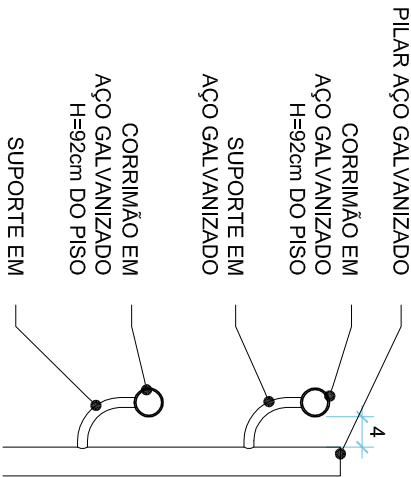 PILAR AÇO GALVANIZADO
CORRIMÃO EM
AÇO GALVANIZADO
H=92cm DO PISO
SUPORTE EM
AÇO GALVANIZADO
CORRIMÃO EM
AÇO GALVANIZADO
H=92cm DO PISO
SUPORTE EM
4